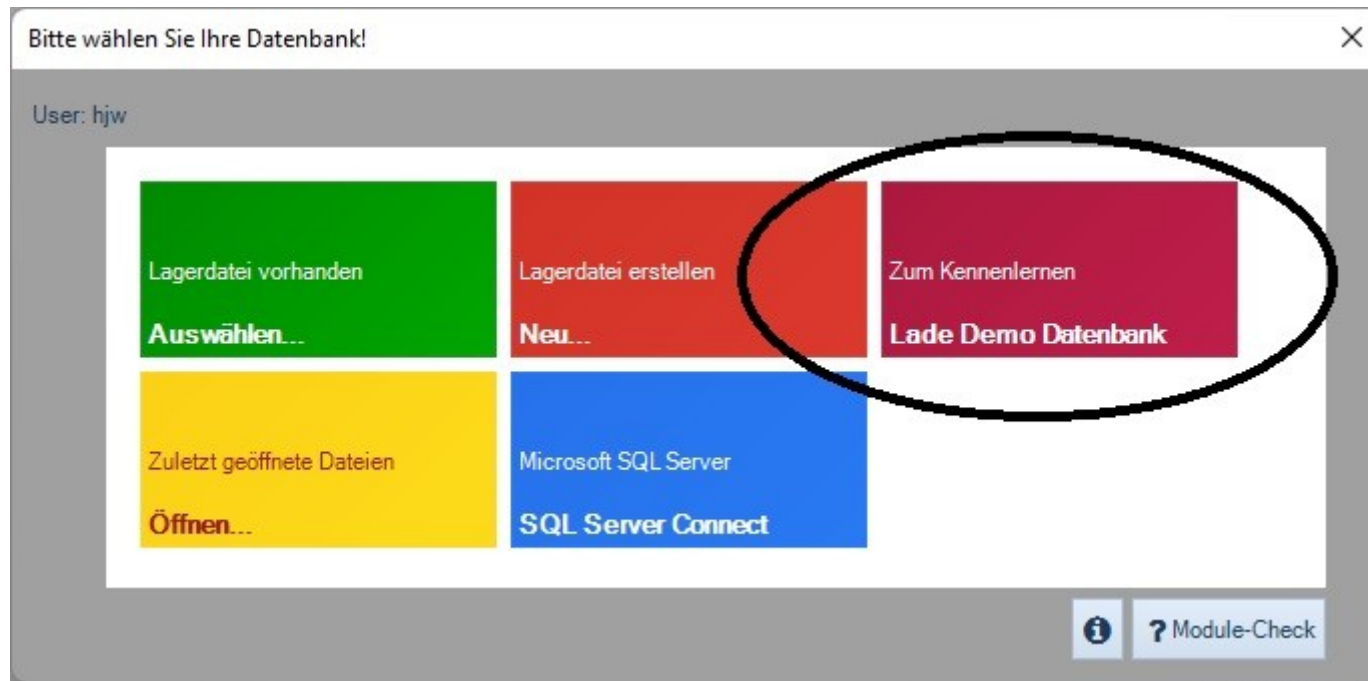 Bitte wählen Sie Ihre Datenbank!
User: hjw
Lagerdatei vorhanden
Auswählen...
Lagerdatei erstellen
Neu...
Zum Kennenlernen
Lade Demo Datenbank
Zuletzt geöffnete Dateien
Öffnen...
Microsoft SQL Server
SQL Server Connect
? Module-Check